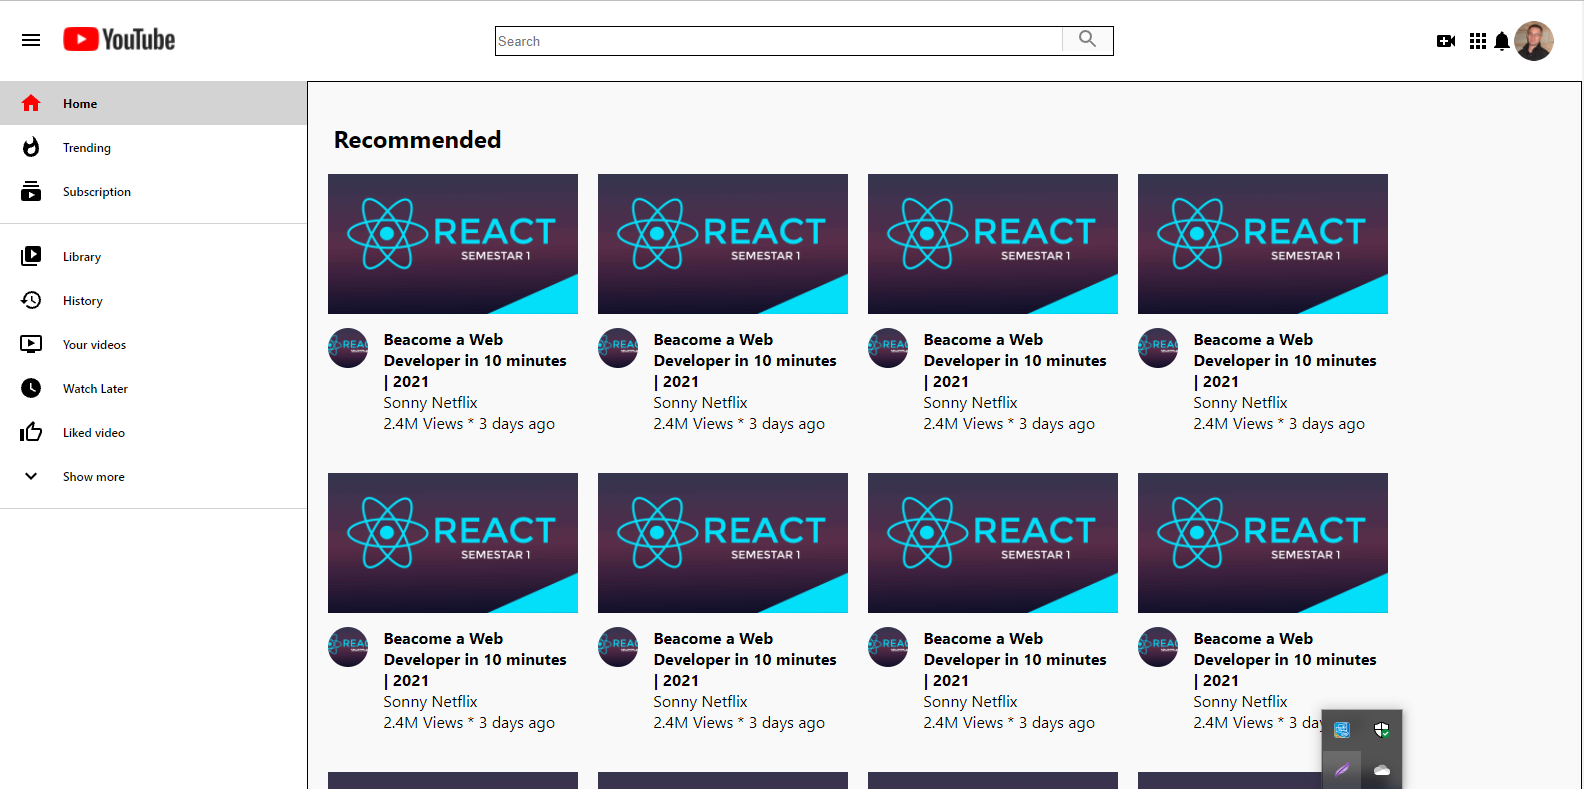 YouTube
Search
Home
Trending
Subscription
Library
History
Your videos
Watch Later
Liked video
Show more
Recommended
REACT
SEMESTAR 1
REACT
SEMESTAR 1
REACT
SEMESTAR 1
REACT
SEMESTAR 1
Beacome a Web
Developer in 10 minutes
| 2021
Sonny Netflix
2.4M Views * 3 days ago
Beacome a Web
Developer in 10 minutes
| 2021
Sonny Netflix
2.4M Views * 3 days ago
Beacome a Web
Developer in 10 minutes
| 2021
Sonny Netflix
2.4M Views * 3 days ago
Beacome a Web
Developer in 10 minutes
| 2021
Sonny Netflix
2.4M Views * 3 days ago
REACT
SEMESTAR 1
REACT
SEMESTAR 1
REACT
SEMESTAR 1
REACT
SEMESTAR 1
Beacome a Web
Developer in 10 minutes
| 2021
Sonny Netflix
2.4M Views * 3 days ago
Beacome a Web
Developer in 10 minutes
| 2021
Sonny Netflix
2.4M Views * 3 days ago
Beacome a Web
Developer in 10 minutes
| 2021
Sonny Netflix
2.4M Views * 3 days ago
Beacome a Web
Developer in 10 minutes
| 2021
Sonny Netflix
2.4M Views * 3